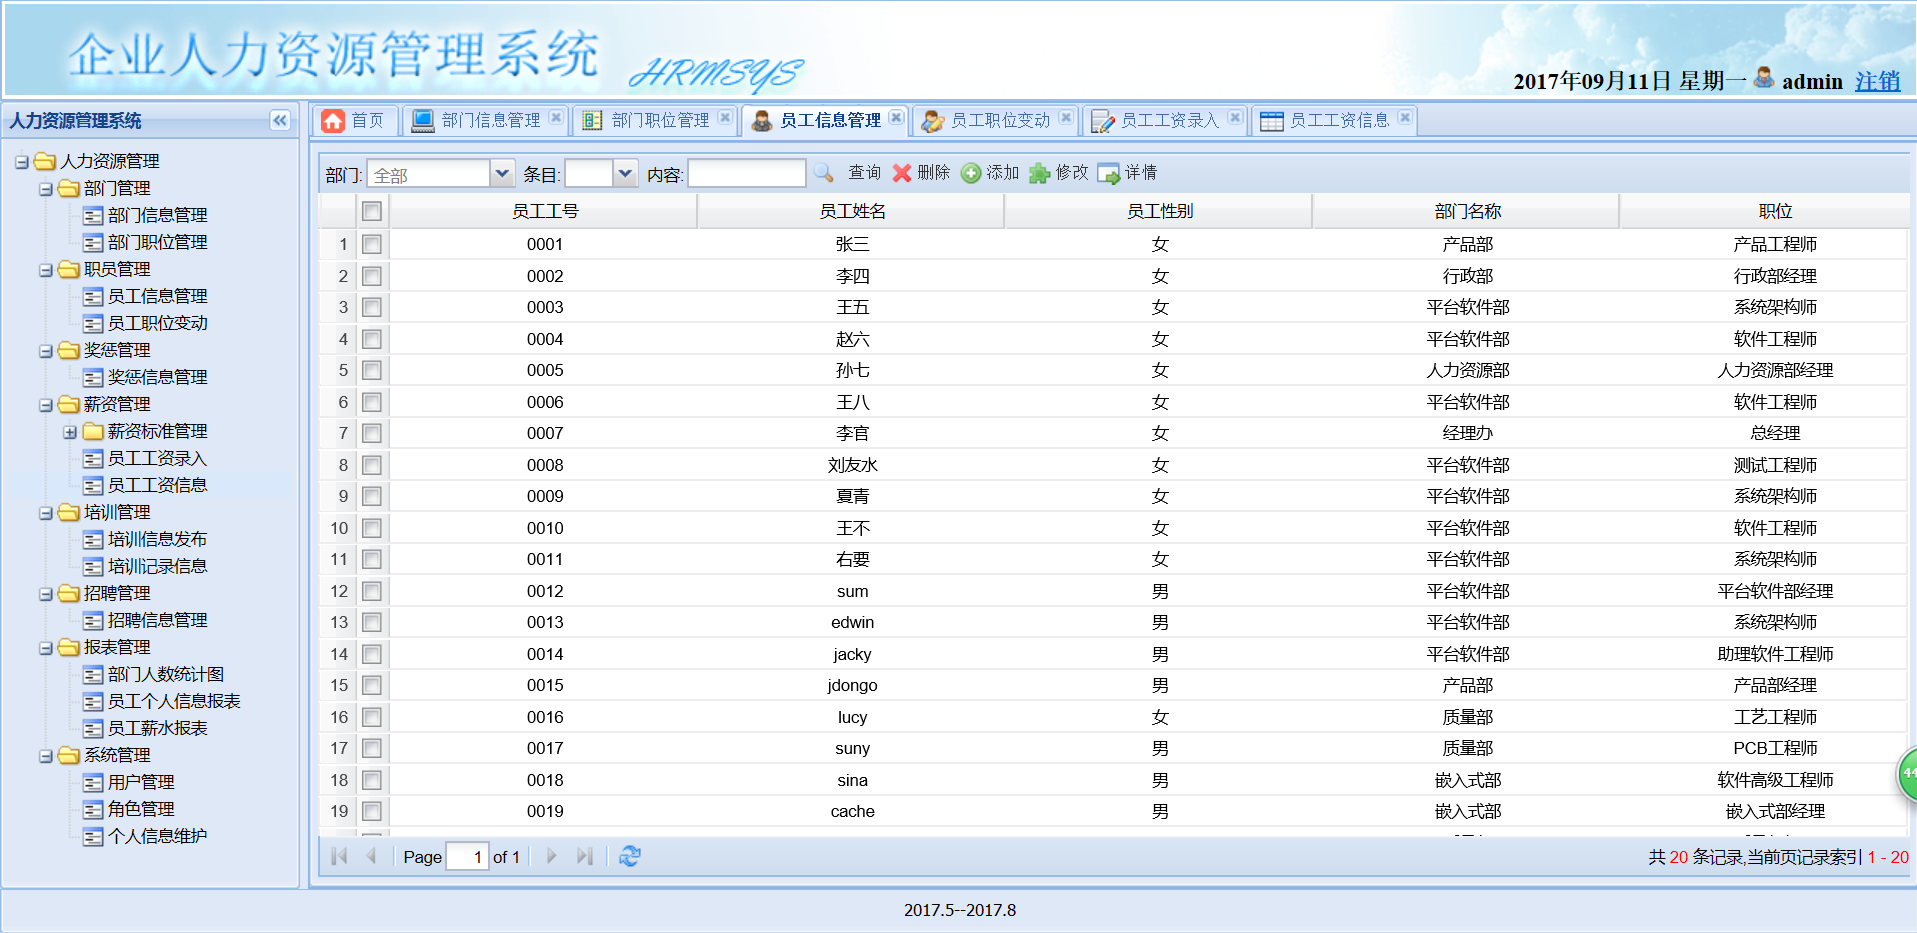 企业人力资源管理系统 HRMSYS
2017年09月11日 星期一 admin 注销
人力资源管理系统
人力资源管理
部门管理
部门信息管理
部门职位管理
职员管理
员工信息管理
员工职位变动
奖惩管理
奖惩信息管理
薪资管理
薪资标准管理
员工工资录入
员工工资信息
培训管理
培训信息发布
培训记录信息
招聘管理
招聘信息管理
报表管理
部门人数统计图
员工个人信息报表
员工薪水报表
系统管理
用户管理
角色管理
个人信息维护
首页 部门信息管理 部门职位管理 员工信息管理 员工职位变动 员工工资录入 员工工资信息
部门: 全部 条目: 内容: 查询 删除 添加 修改 详情
员工工号 员工姓名 员工性别 部门名称 职位
1 0001 张三 女 产品部 产品工程师
2 0002 李四 女 行政部 行政部经理
3 0003 王五 女 平台软件部 系统架构师
4 0004 赵六 女 平台软件部 软件工程师
5 0005 孙七 女 人力资源部 人力资源部经理
6 0006 王八 女 平台软件部 软件工程师
7 0007 李官 女 经理办 总经理
8 0008 刘友水 女 平台软件部 测试工程师
9 0009 夏青 女 平台软件部 系统架构师
10 0010 王不 女 平台软件部 软件工程师
11 0011 右要 女 平台软件部 系统架构师
12 0012 sum 男 平台软件部 平台软件部经理
13 0013 edwin 男 平台软件部 系统架构师
14 0014 jacky 男 平台软件部 助理软件工程师
15 0015 jdongo 男 产品部 产品部经理
16 0016 lucy 女 质量部 工艺工程师
17 0017 suny 男 质量部 PCB工程师
18 0018 sina 男 嵌入式部 软件高级工程师
19 0019 cache 男 嵌入式部 嵌入式部经理
Page 1 of 1
共 20 条记录,当前页记录索引 1 - 20
44
2017.5--2017.8